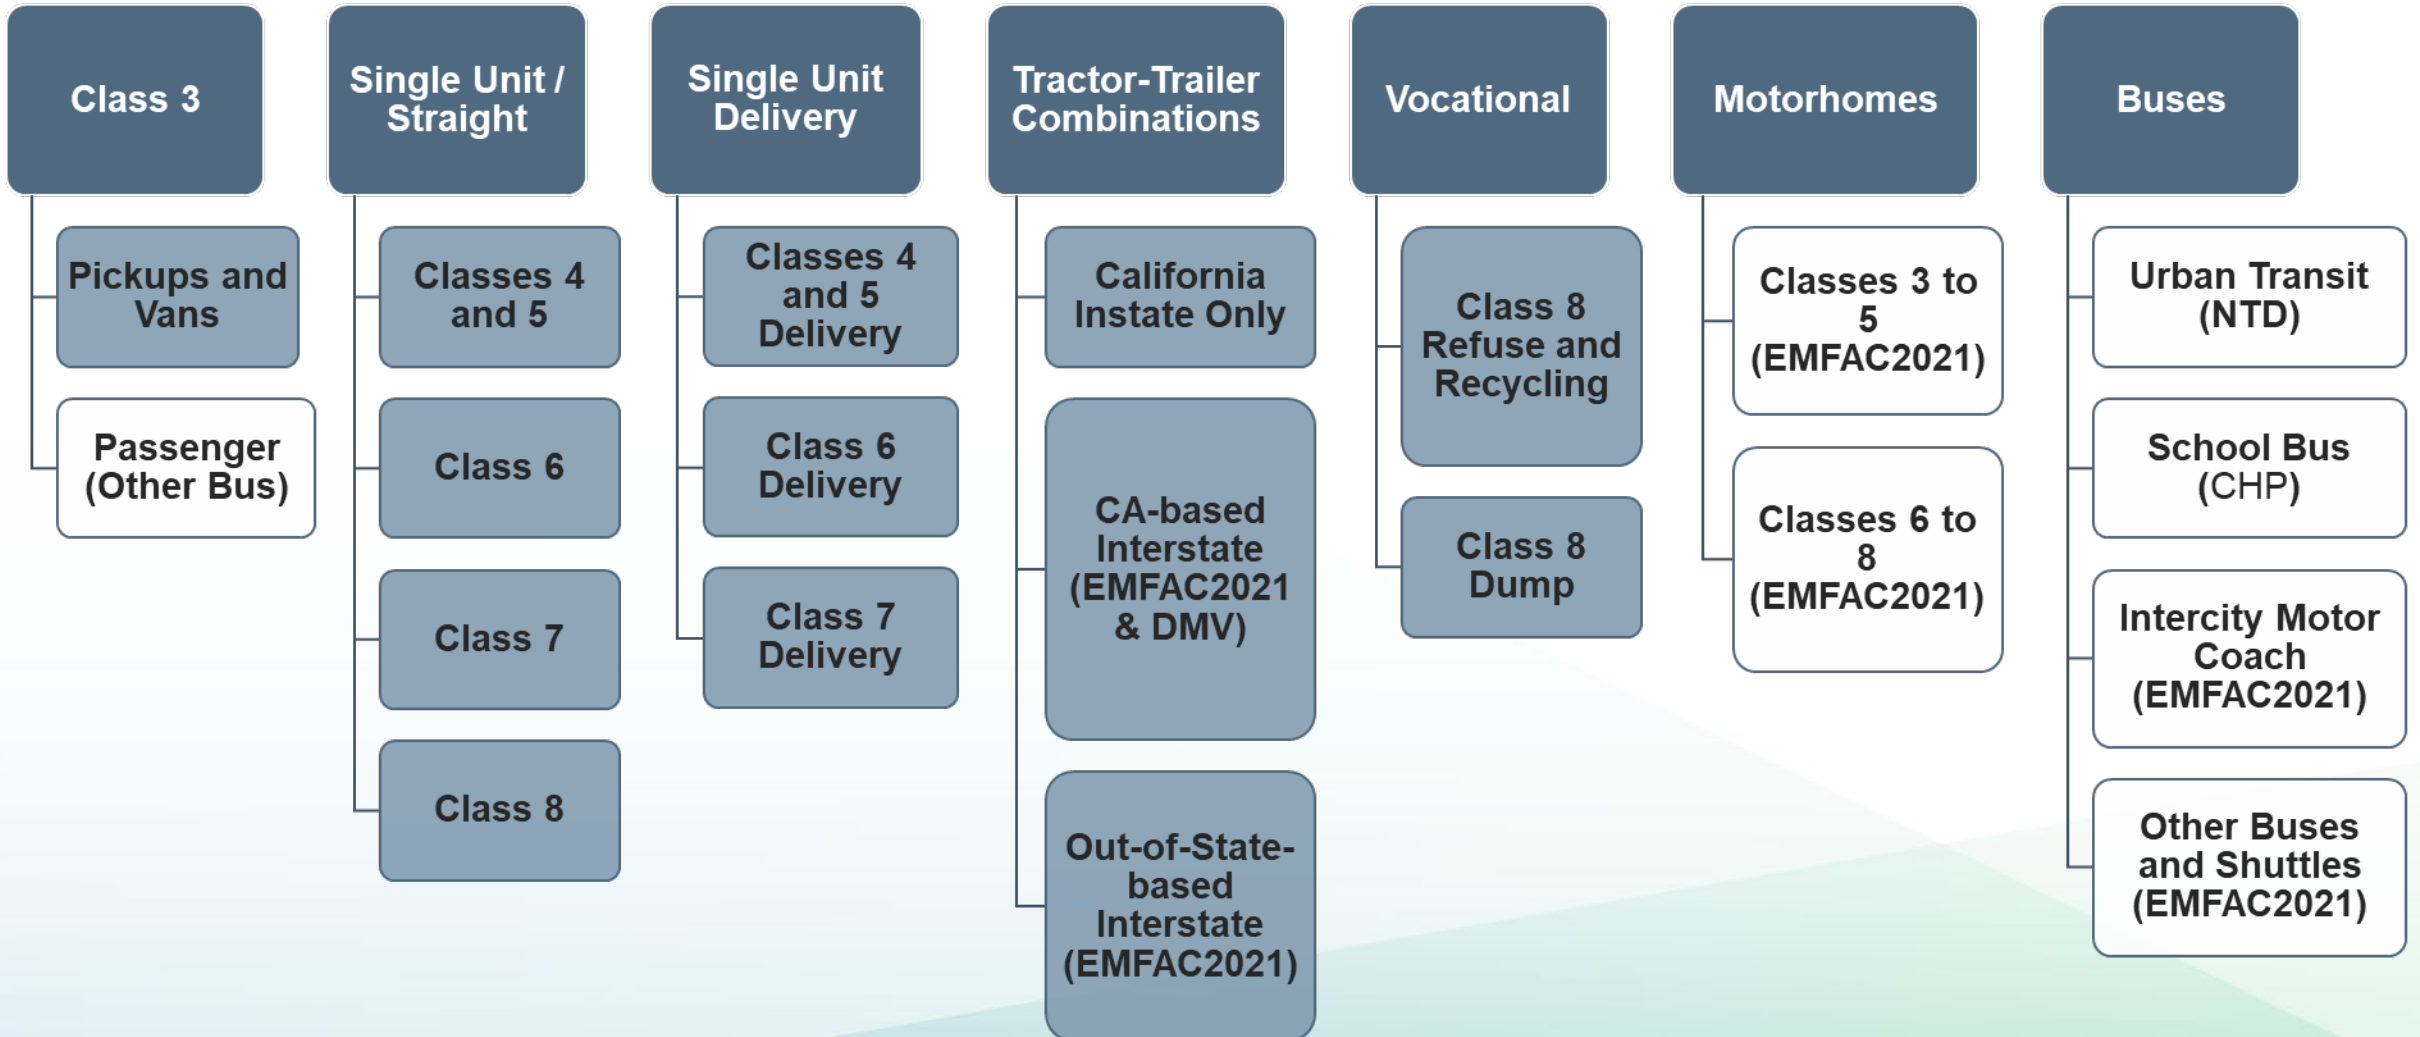 Class 3
Pickups and
Vans
Passenger
(Other Bus)
Single Unit /
Straight
Classes 4
and 5
Class 6
Class 7
Class 8
Single Unit
Delivery
Classes 4
and 5
Delivery
Class 6
Delivery
Class 7
Delivery
Tractor-Trailer
Combinations
California
Instate Only
CA-based
Interstate
(EMFAC2021
& DMV)
Out-of-State-
based
Interstate
(EMFAC2021)
Vocational
Class 8
Refuse and
Recycling
Class 8
Dump
Motorhomes
Classes 3 to
5
(EMFAC2021)
Classes 6 to
8
(EMFAC2021)
Buses
Urban Transit
(NTD)
School Bus
(CHP)
Intercity Motor
Coach
(EMFAC2021)
Other Buses
and Shuttles
(EMFAC2021)